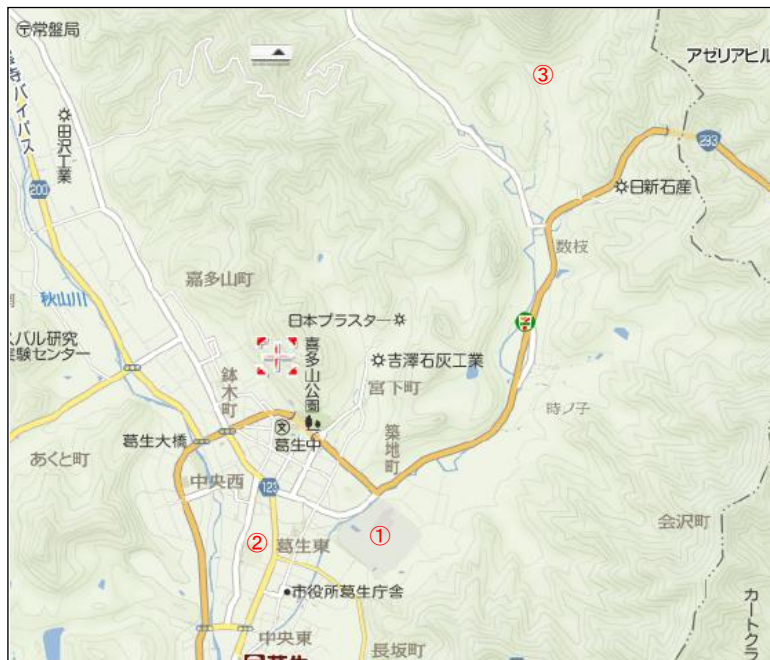 〒常盤局
アゼリアヒル
③
寺バイパス
田沢工業
200
293
日新石産
数枝
嘉多山町
秋山川
日本プラスター
スバル研究
実験センター
喜多山公園
吉澤石灰工業
鉢木町
宮下町
時ノ子
葛生大橋
文
葛生中
築地町
あくと町
中央西
123
会沢町
②
葛生東
①
市役所葛生庁舎
カートクラ
中央東
長坂町